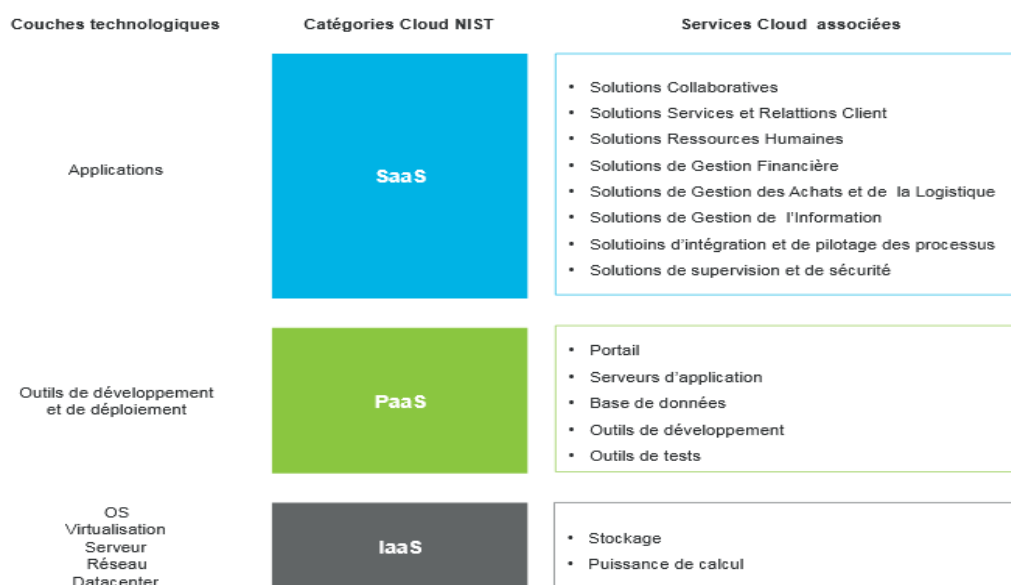 Couches technologiques
Catégories Cloud NIST
Services Cloud associées
Applications
SaaS
• Solutions Collaboratives
• Solutions Services et Relattions Client
• Solutions Ressources Humaines
• Solutions de Gestion Financière
• Solutions de Gestion des Achats et de la Logistique
• Solutions de Gestion de l'Information
• Solutioins d'intégration et de pilotage des processus
• Solutions de supervision et de sécurité
Outils de développement
et de déploiement
PaaS
• Portail
• Serveurs d'application
• Base de données
• Outils de développement
• Outils de tests
OS
Virtualisation
Serveur
Réseau
Datacenter
IaaS
• Stockage
• Puissance de calcul